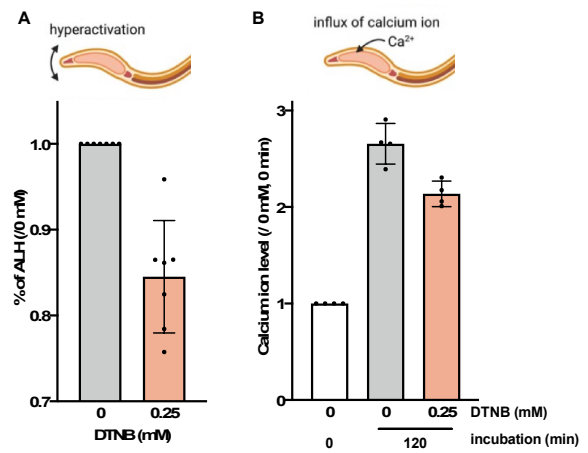 A
hyperactivation
% of ALH (/0 mM)
1.0
0.9
0.8
0.7
0
0.25
DTNB (mM)
B
influx of calcium ion
Ca²⁺
Calcium ion level (/ 0 mM, 0 min)
3
2
1
0
0 0 0.25 DTNB (mM)
0 120 incubation (min)